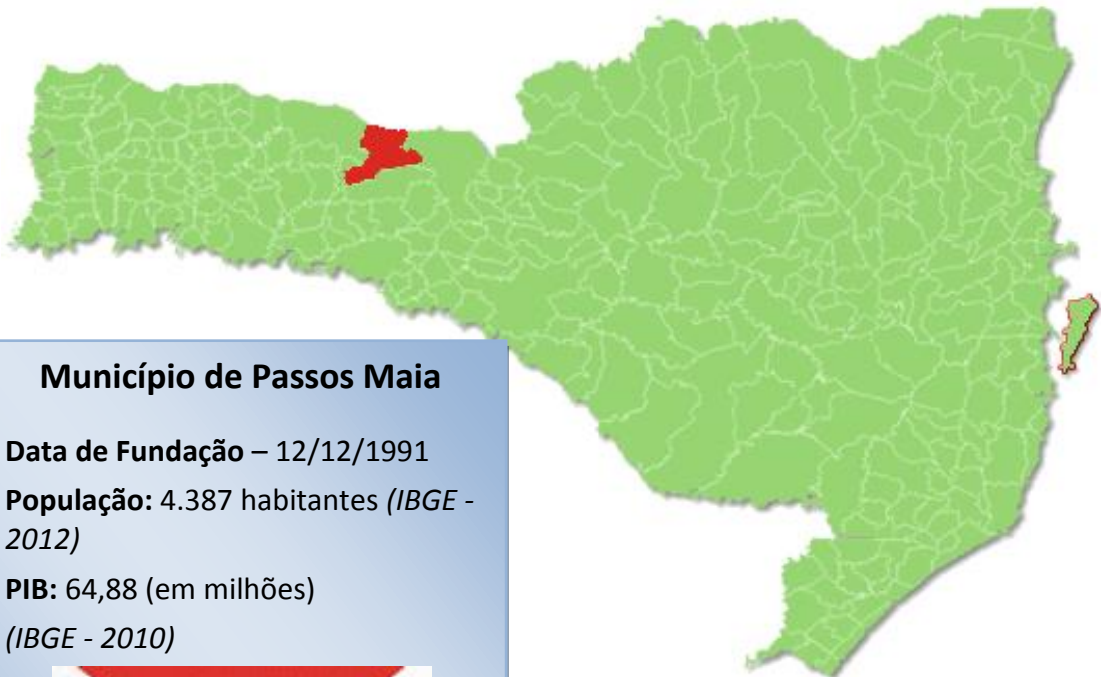 Município de Passos Maia
Data de Fundação – 12/12/1991
População: 4.387 habitantes (IBGE -
2012)
PIB: 64,88 (em milhões)
(IBGE - 2010)